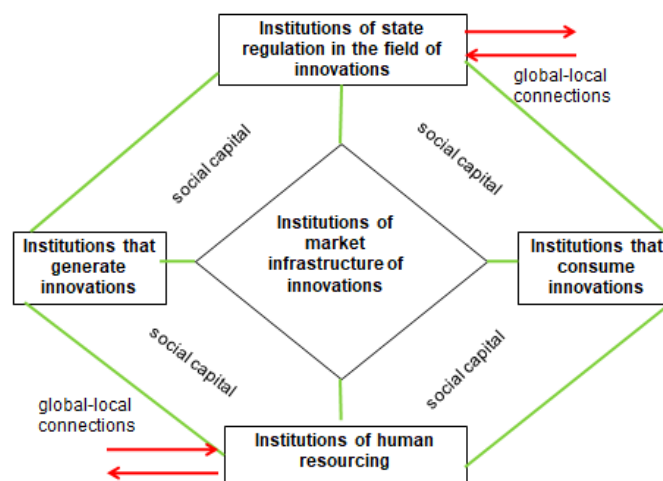 Institutions of state
regulation in the field of
innovations
global-local
connections
social capital
social capital
Institutions of
market
infrastructure of
innovations
Institutions that
generate
innovations
Institutions that
consume
innovations
social capital
social capital
global-local
connections
Institutions of human
resourcing